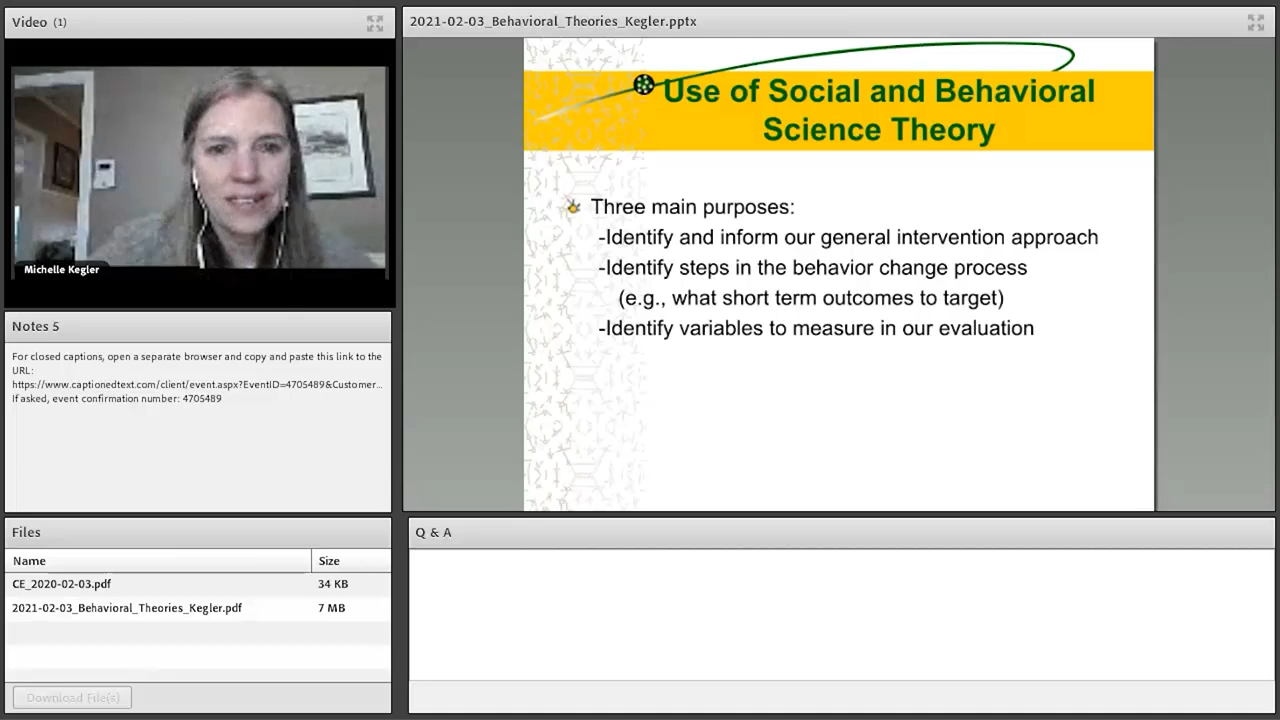 Video (1)
Michelle Kegler
Notes 5
For closed captions, open a separate browser and copy and paste this link to the
URL:
https://www.captionedtext.com/client/event.aspx?EventID=4705489&Customer...
If asked, event confirmation number: 4705489
Files
Name Size
CE_2020-02-03.pdf 34 KB
2021-02-03_Behavioral_Theories_Kegler.pdf 7 MB
Download File(s)
2021-02-03_Behavioral_Theories_Kegler.pptx
Use of Social and Behavioral
Science Theory
Three main purposes:
-Identify and inform our general intervention approach
-Identify steps in the behavior change process
(e.g., what short term outcomes to target)
-Identify variables to measure in our evaluation
Q & A